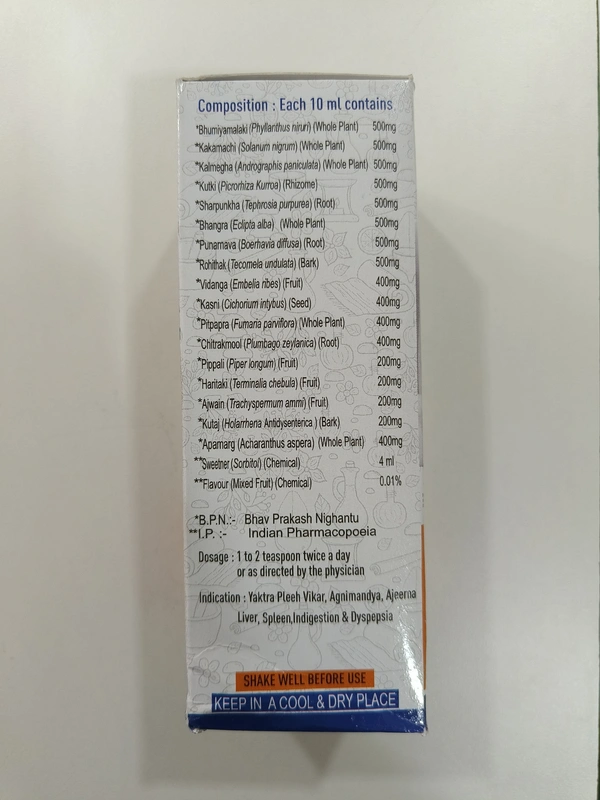 Composition : Each 10 ml contains
*Bhumiyamalaki (Phyllanthus niruri) (Whole Plant) 500mg
*Kakamachi (Solanum nigrum) (Whole Plant) 500mg
*Kalmegha (Andrographis paniculata) (Whole Plant) 500mg
*Kutki (Picrorhiza Kurroa) (Rhizome) 500mg
*Sharpunkha (Tephrosia purpurea) (Root) 500mg
*Bhangra (Eclipta alba) (Whole Plant) 500mg
*Punarnava (Boerhavia diffusa) (Root) 500mg
*Rohithak (Tecomela undulata) (Bark) 500mg
*Vidanga (Embelia ribes) (Fruit) 400mg
*Kasni (Cichorium intybus) (Seed) 400mg
*Pitpapra (Fumaria parviflora) (Whole Plant) 400mg
*Chitrakmool (Plumbago zeylanica) (Root) 400mg
*Pippali (Piper longum) (Fruit) 200mg
*Haritaki (Terminalia chebula) (Fruit) 200mg
*Ajwain (Trachyspermum ammi) (Fruit) 200mg
*Kutaj (Holarrhena Antidysenterica ) (Bark) 200mg
*Apamarg (Acharanthus aspera) (Whole Plant) 400mg
**Sweetner (Sorbitol) (Chemical) 4 ml
**Flavour (Mixed Fruit) (Chemical) 0.01%
*B.P.N.:- Bhav Prakash Nighantu
**I.P. :- Indian Pharmacopoeia
Dosage : 1 to 2 teaspoon twice a day
or as directed by the physician
Indication : Yaktra Pleeh Vikar, Agnimandya, Ajeerna
Liver, Spleen,Indigestion & Dyspepsia
SHAKE WELL BEFORE USE
KEEP IN A COOL & DRY PLACE